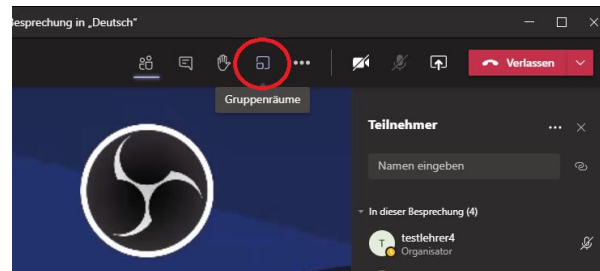 Besprechung in „Deutsch“
Verlassen
Gruppenräume
Teilnehmer
Namen eingeben
In dieser Besprechung (4)
T
testlehrer4
Organisator